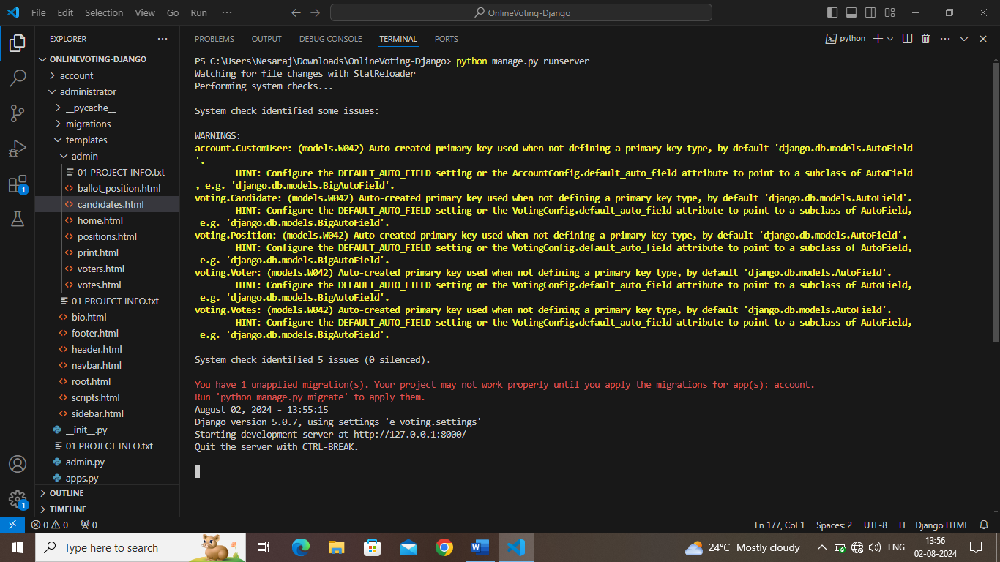 File Edit Selection View Go Run ··· OnlineVoting-Django
EXPLORER ···
ONLINEVOTING-DJANGO
account
administrator
__pycache__
migrations
templates
admin
01 PROJECT INFO.txt
ballot_position.html
candidates.html
home.html
positions.html
print.html
voters.html
votes.html
01 PROJECT INFO.txt
bio.html
footer.html
header.html
navbar.html
root.html
scripts.html
sidebar.html
__init__.py
01 PROJECT INFO.txt
admin.py
apps.py
OUTLINE
TIMELINE
1
1
PROBLEMS OUTPUT DEBUG CONSOLE TERMINAL PORTS python
PS C:\Users\Nesaraj\Downloads\OnlineVoting-Django> python manage.py runserver
Watching for file changes with StatReloader
Performing system checks...
System check identified some issues:
WARNINGS:
account.CustomUser: (models.W042) Auto-created primary key used when not defining a primary key type, by default 'django.db.models.AutoField
'.
HINT: Configure the DEFAULT_AUTO_FIELD setting or the AccountConfig.default_auto_field attribute to point to a subclass of AutoField
, e.g. 'django.db.models.BigAutoField'.
voting.Candidate: (models.W042) Auto-created primary key used when not defining a primary key type, by default 'django.db.models.AutoField'.
HINT: Configure the DEFAULT_AUTO_FIELD setting or the VotingConfig.default_auto_field attribute to point to a subclass of AutoField,
e.g. 'django.db.models.BigAutoField'.
voting.Position: (models.W042) Auto-created primary key used when not defining a primary key type, by default 'django.db.models.AutoField'.
HINT: Configure the DEFAULT_AUTO_FIELD setting or the VotingConfig.default_auto_field attribute to point to a subclass of AutoField,
e.g. 'django.db.models.BigAutoField'.
voting.Voter: (models.W042) Auto-created primary key used when not defining a primary key type, by default 'django.db.models.AutoField'.
HINT: Configure the DEFAULT_AUTO_FIELD setting or the VotingConfig.default_auto_field attribute to point to a subclass of AutoField,
e.g. 'django.db.models.BigAutoField'.
voting.Votes: (models.W042) Auto-created primary key used when not defining a primary key type, by default 'django.db.models.AutoField'.
HINT: Configure the DEFAULT_AUTO_FIELD setting or the VotingConfig.default_auto_field attribute to point to a subclass of AutoField,
e.g. 'django.db.models.BigAutoField'.
System check identified 5 issues (0 silenced).
You have 1 unapplied migration(s). Your project may not work properly until you apply the migrations for app(s): account.
Run 'python manage.py migrate' to apply them.
August 02, 2024 - 13:55:15
Django version 5.0.7, using settings 'e_voting.settings'
Starting development server at http://127.0.0.1:8000/
Quit the server with CTRL-BREAK.
0 0 0 Ln 177, Col 1 Spaces: 2 UTF-8 LF Django HTML
Type here to search 24°C Mostly cloudy ENG 13:56
02-08-2024